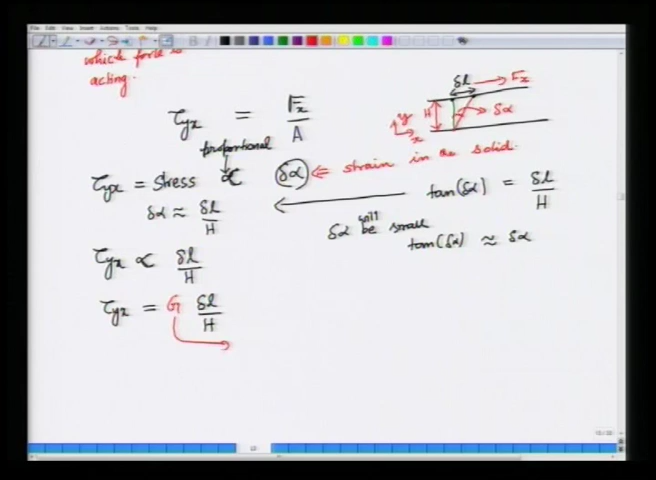 which force is
acting.
δl → Fx
H δα
y
x
τyx = Fx / A
proportional
τyx = Stress ∝ δα ⇐ strain in the solid.
δα ≈ δl / H
tan(δα) = δl / H
δα will be small
tan(δα) ≈ δα
τyx ∝ δl / H
τyx = G δl / H